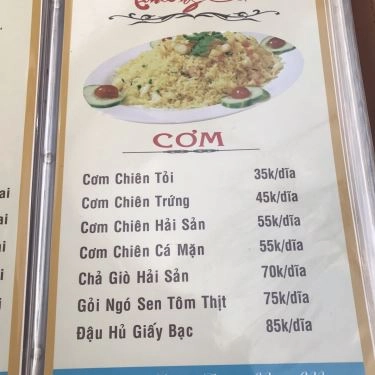 CƠM
Cơm Chiên Tỏi 35k/dĩa
Cơm Chiên Trứng 45k/dĩa
Cơm Chiên Hải Sản 55k/dĩa
Cơm Chiên Cá Mặn 55k/dĩa
Chả Giò Hải Sản 70k/dĩa
Gỏi Ngó Sen Tôm Thịt 75k/dĩa
Đậu Hủ Giấy Bạc 85k/dĩa